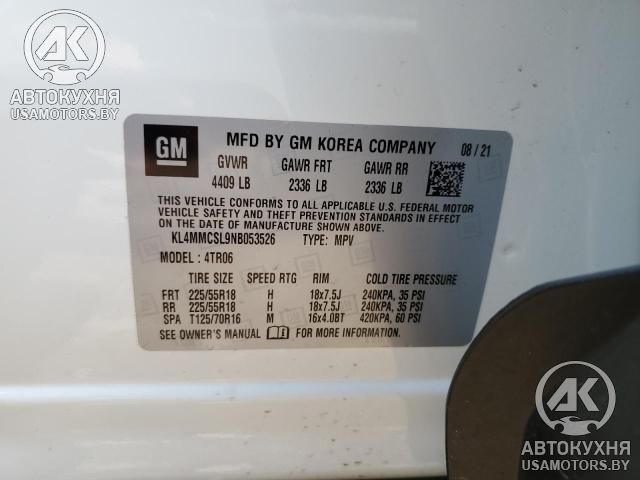 АК
АВТОКУХНЯ
USAMOTORS.BY
GM
MFD BY GM KOREA COMPANY 08/21
GVWR GAWR FRT GAWR RR
4409 LB 2336 LB 2336 LB
THIS VEHICLE CONFORMS TO ALL APPLICABLE U.S. FEDERAL MOTOR
VEHICLE SAFETY AND THEFT PREVENTION STANDARDS IN EFFECT ON
THE DATE OF MANUFACTURE SHOWN ABOVE.
KL4MMCSL9NB053526 TYPE: MPV
MODEL: 4TR06
TIRE SIZE SPEED RTG RIM COLD TIRE PRESSURE
FRT 225/55R18 H 18x7.5J 240KPA, 35 PSI
RR 225/55R18 H 18x7.5J 240KPA, 35 PSI
SPA T125/70R16 M 16x4.0BT 420KPA, 60 PSI
SEE OWNER'S MANUAL FOR MORE INFORMATION.
АК
АВТОКУХНЯ
USAMOTORS.BY